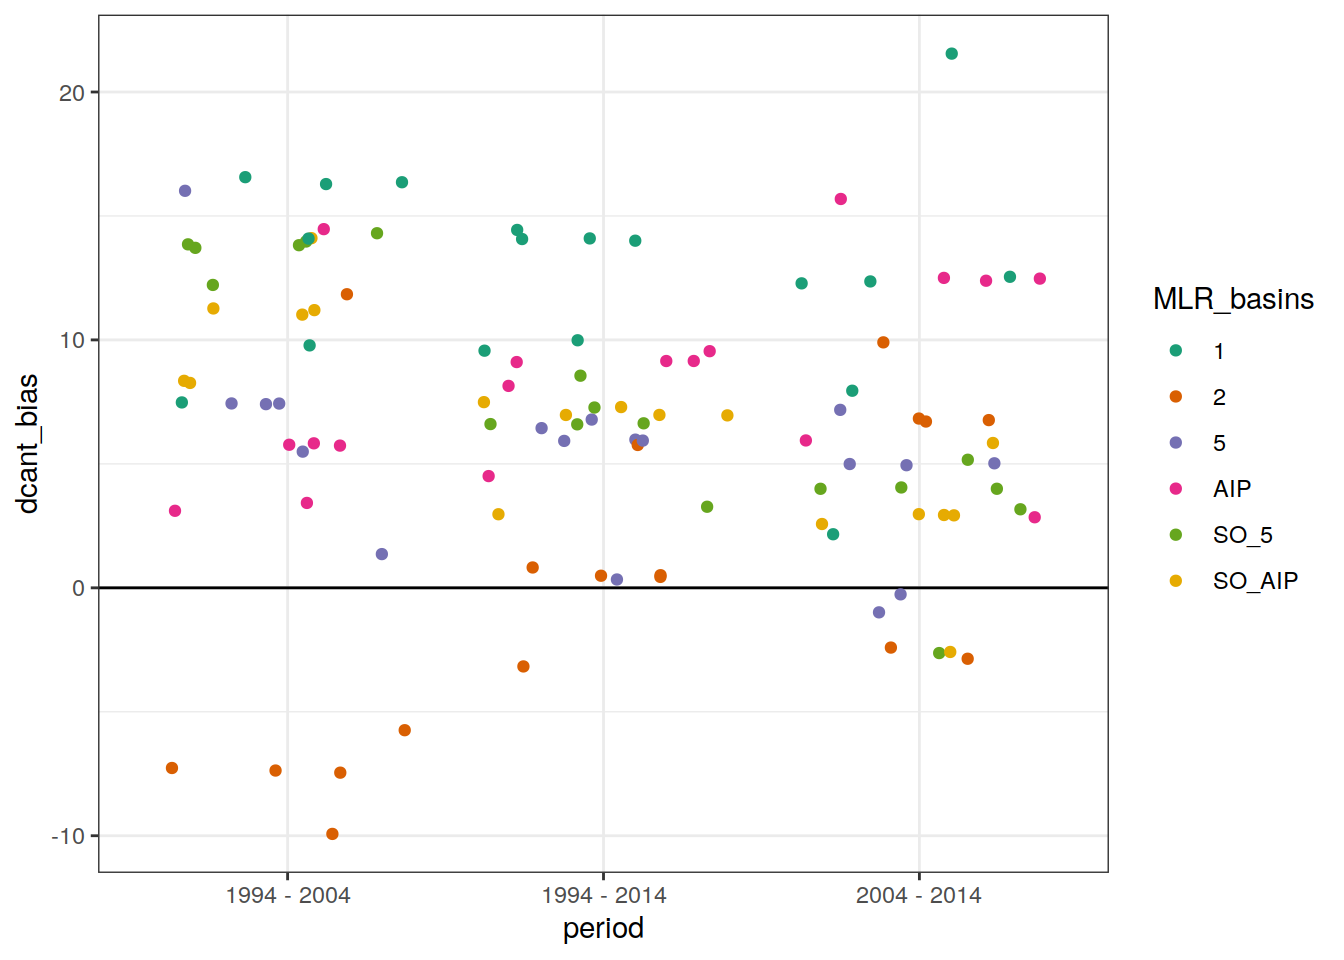 20
10
0
-10
dcant_bias
1994 - 2004
1994 - 2014
2004 - 2014
period
MLR_basins
1
2
5
AIP
SO_5
SO_AIP